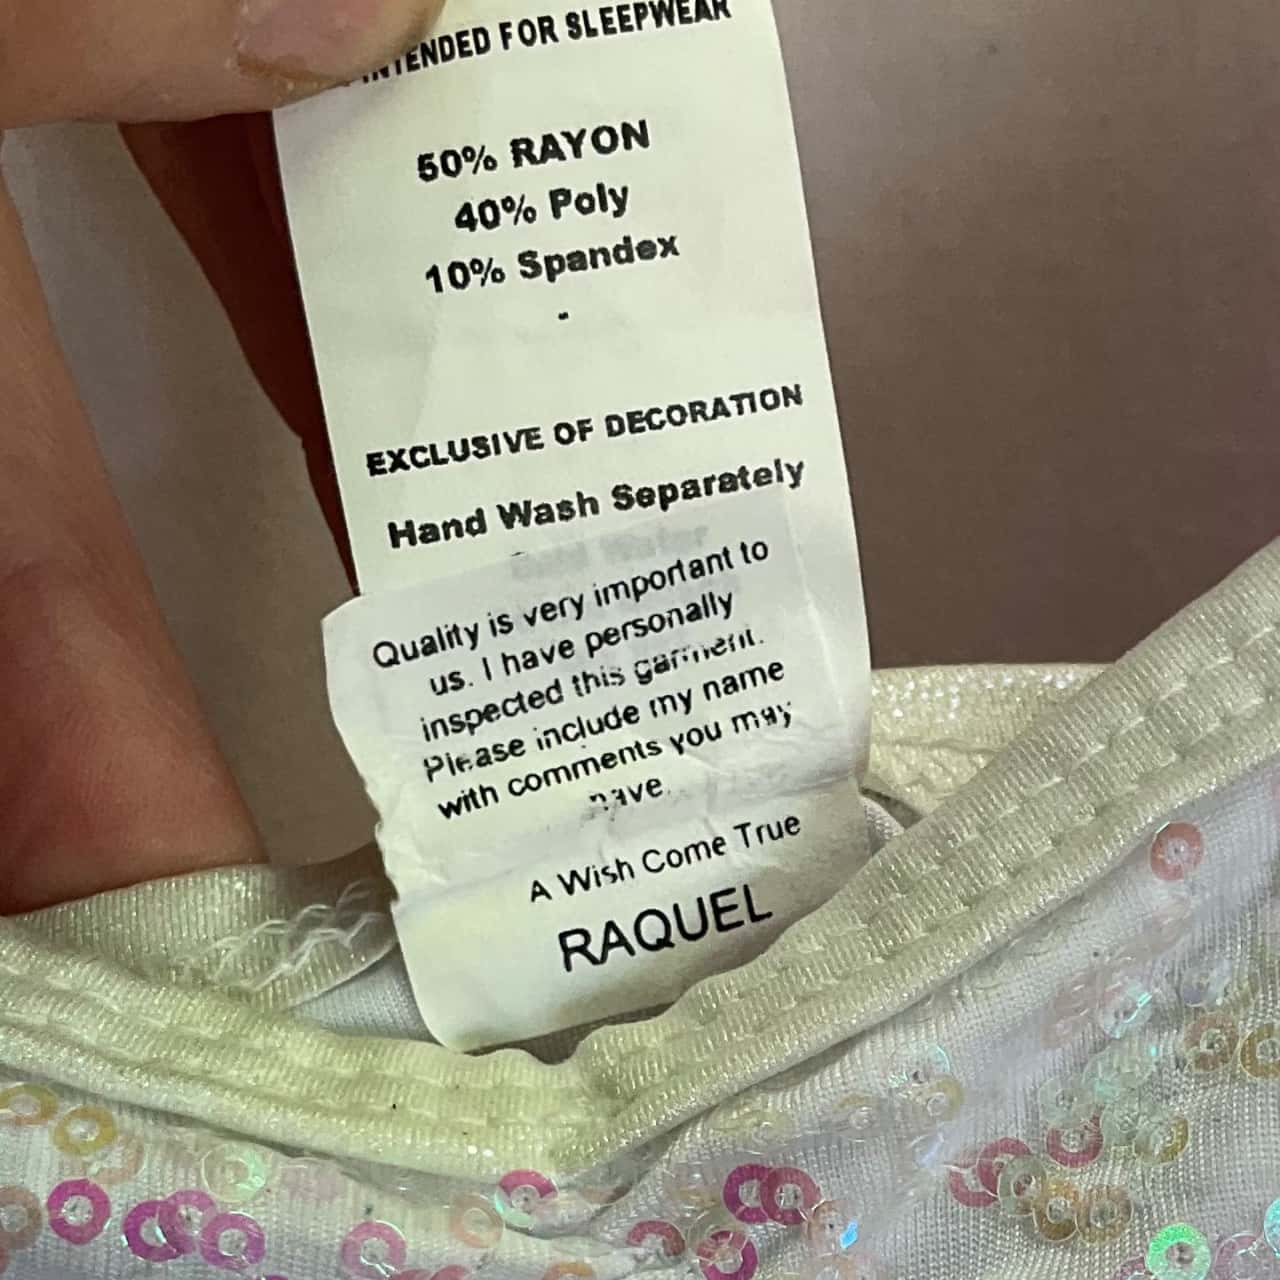 INTENDED FOR SLEEPWEAR
50% RAYON
40% Poly
10% Spandex
-
EXCLUSIVE OF DECORATION
Hand Wash Separately
Cold Water
Quality is very important to
us. I have personally
inspected this garment.
Please include my name
with comments you may
have.
A Wish Come True
RAQUEL